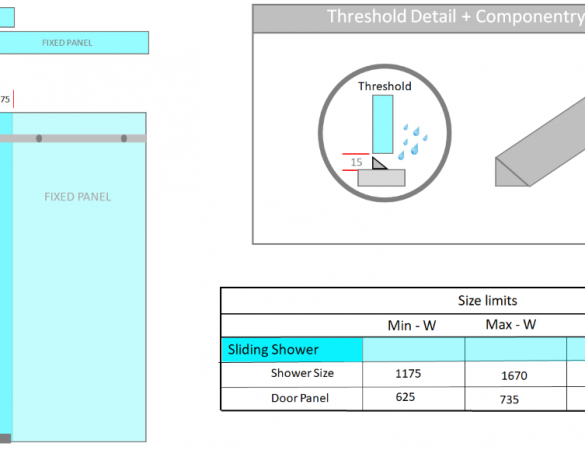 FIXED PANEL
75
FIXED PANEL
Threshold Detail + Componentry
Threshold
15
Size limits
Min - W Max - W
Sliding Shower
Shower Size 1175 1670
Door Panel 625 735